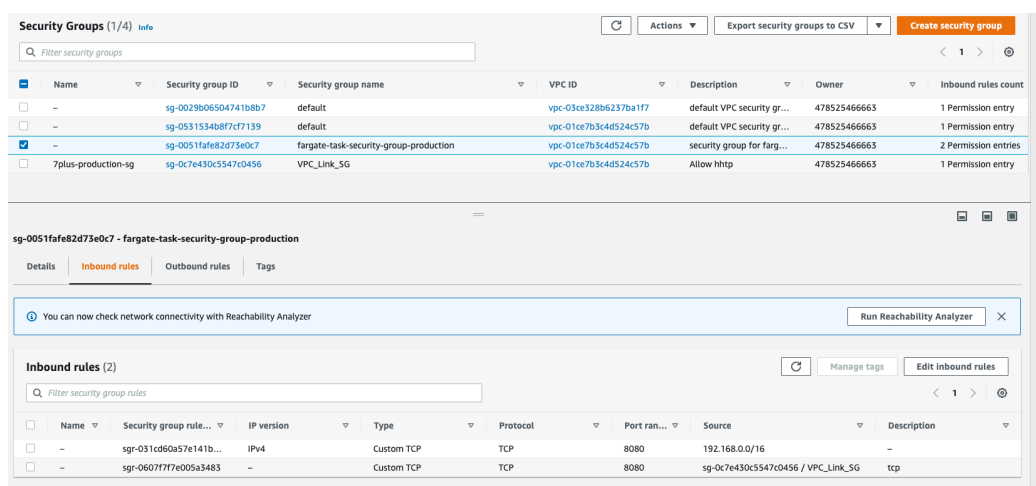 Security Groups (1/4) Info
Actions ▼ Export security groups to CSV ▼ Create security group
Filter security groups
< 1 >
Name Security group ID Security group name VPC ID Description Owner Inbound rules count
– sg-0029b06504741b8b7 default vpc-03ce328b6237ba1f7 default VPC security gr... 478525466663 1 Permission entry
– sg-0531534b8f7cf7139 default vpc-01ce7b3c4d524c57b default VPC security gr... 478525466663 1 Permission entry
– sg-0051fafe82d73e0c7 fargate-task-security-group-production vpc-01ce7b3c4d524c57b security group for farg... 478525466663 2 Permission entries
7plus-production-sg sg-0c7e430c5547c0456 VPC_Link_SG vpc-01ce7b3c4d524c57b Allow hhtp 478525466663 1 Permission entry
sg-0051fafe82d73e0c7 - fargate-task-security-group-production
Details Inbound rules Outbound rules Tags
You can now check network connectivity with Reachability Analyzer Run Reachability Analyzer
Inbound rules (2) Manage tags Edit inbound rules
Filter security group rules
< 1 >
Name Security group rule... IP version Type Protocol Port ran... Source Description
– sgr-031cd60a57e141b... IPv4 Custom TCP TCP 8080 192.168.0.0/16 –
– sgr-0607f7f7e005a3483 – Custom TCP TCP 8080 sg-0c7e430c5547c0456 / VPC_Link_SG tcp